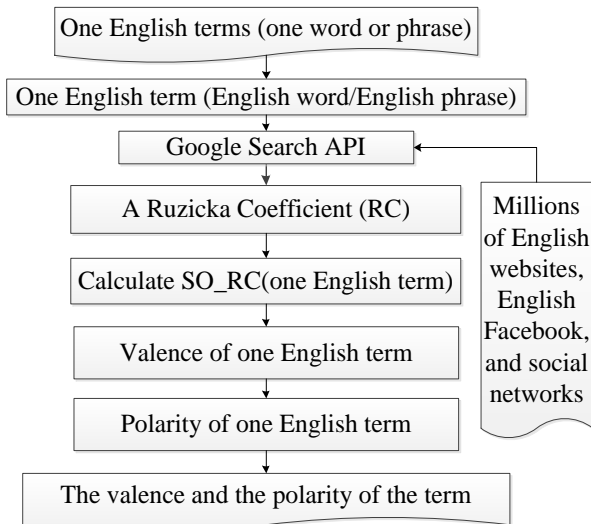 One English terms (one word or phrase)
One English term (English word/English phrase)
Google Search API
A Ruzicka Coefficient (RC)
Calculate SO_RC(one English term)
Valence of one English term
Polarity of one English term
The valence and the polarity of the term
Millions
of English
websites,
English
Facebook,
and social
networks